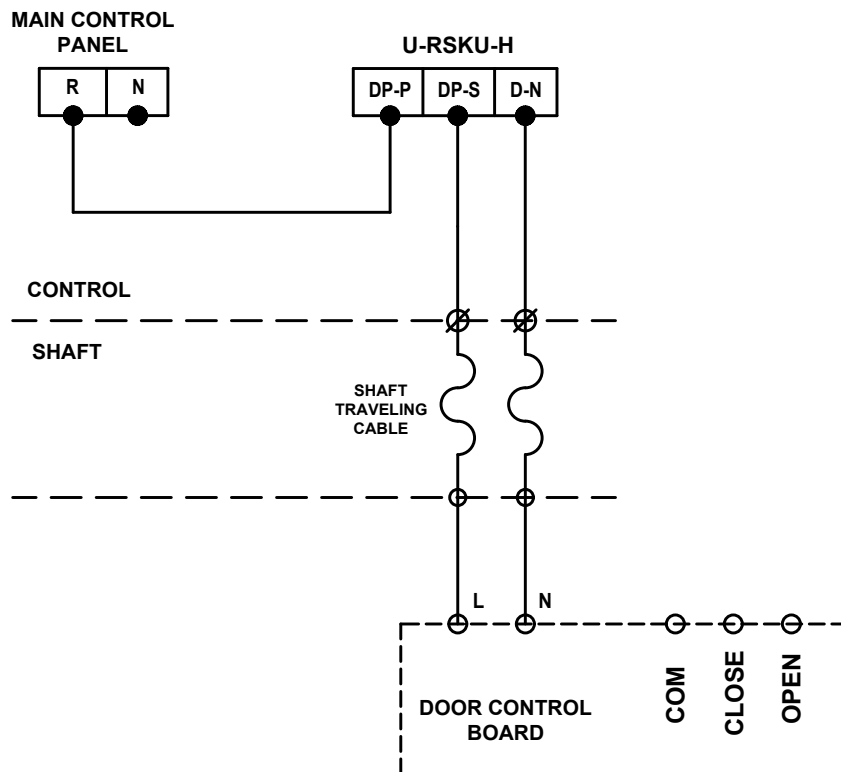 MAIN CONTROL
PANEL
U-RSKU-H
R N
DP-P DP-S D-N
CONTROL
SHAFT
SHAFT
TRAVELING
CABLE
L N
COM CLOSE OPEN
DOOR CONTROL
BOARD